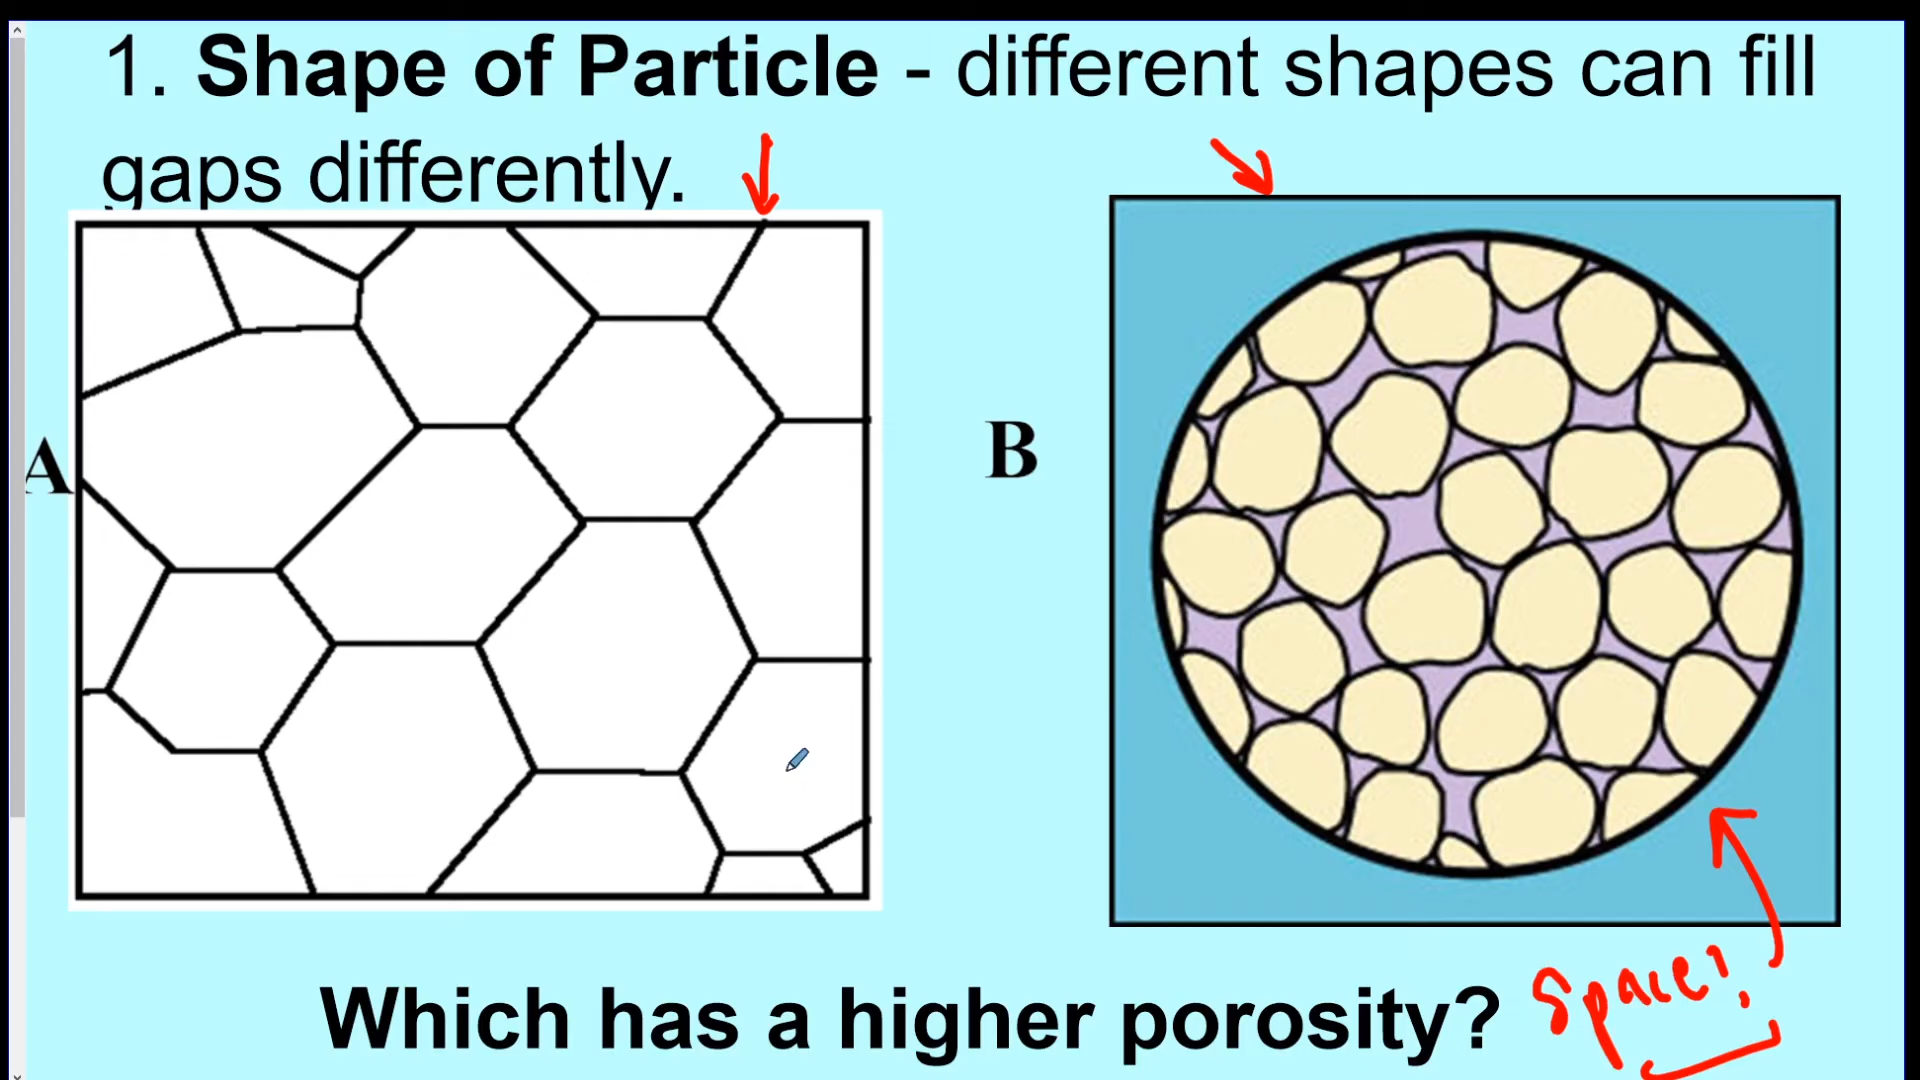 1. Shape of Particle - different shapes can fill
gaps differently.
A
B
Which has a higher porosity?
Space!